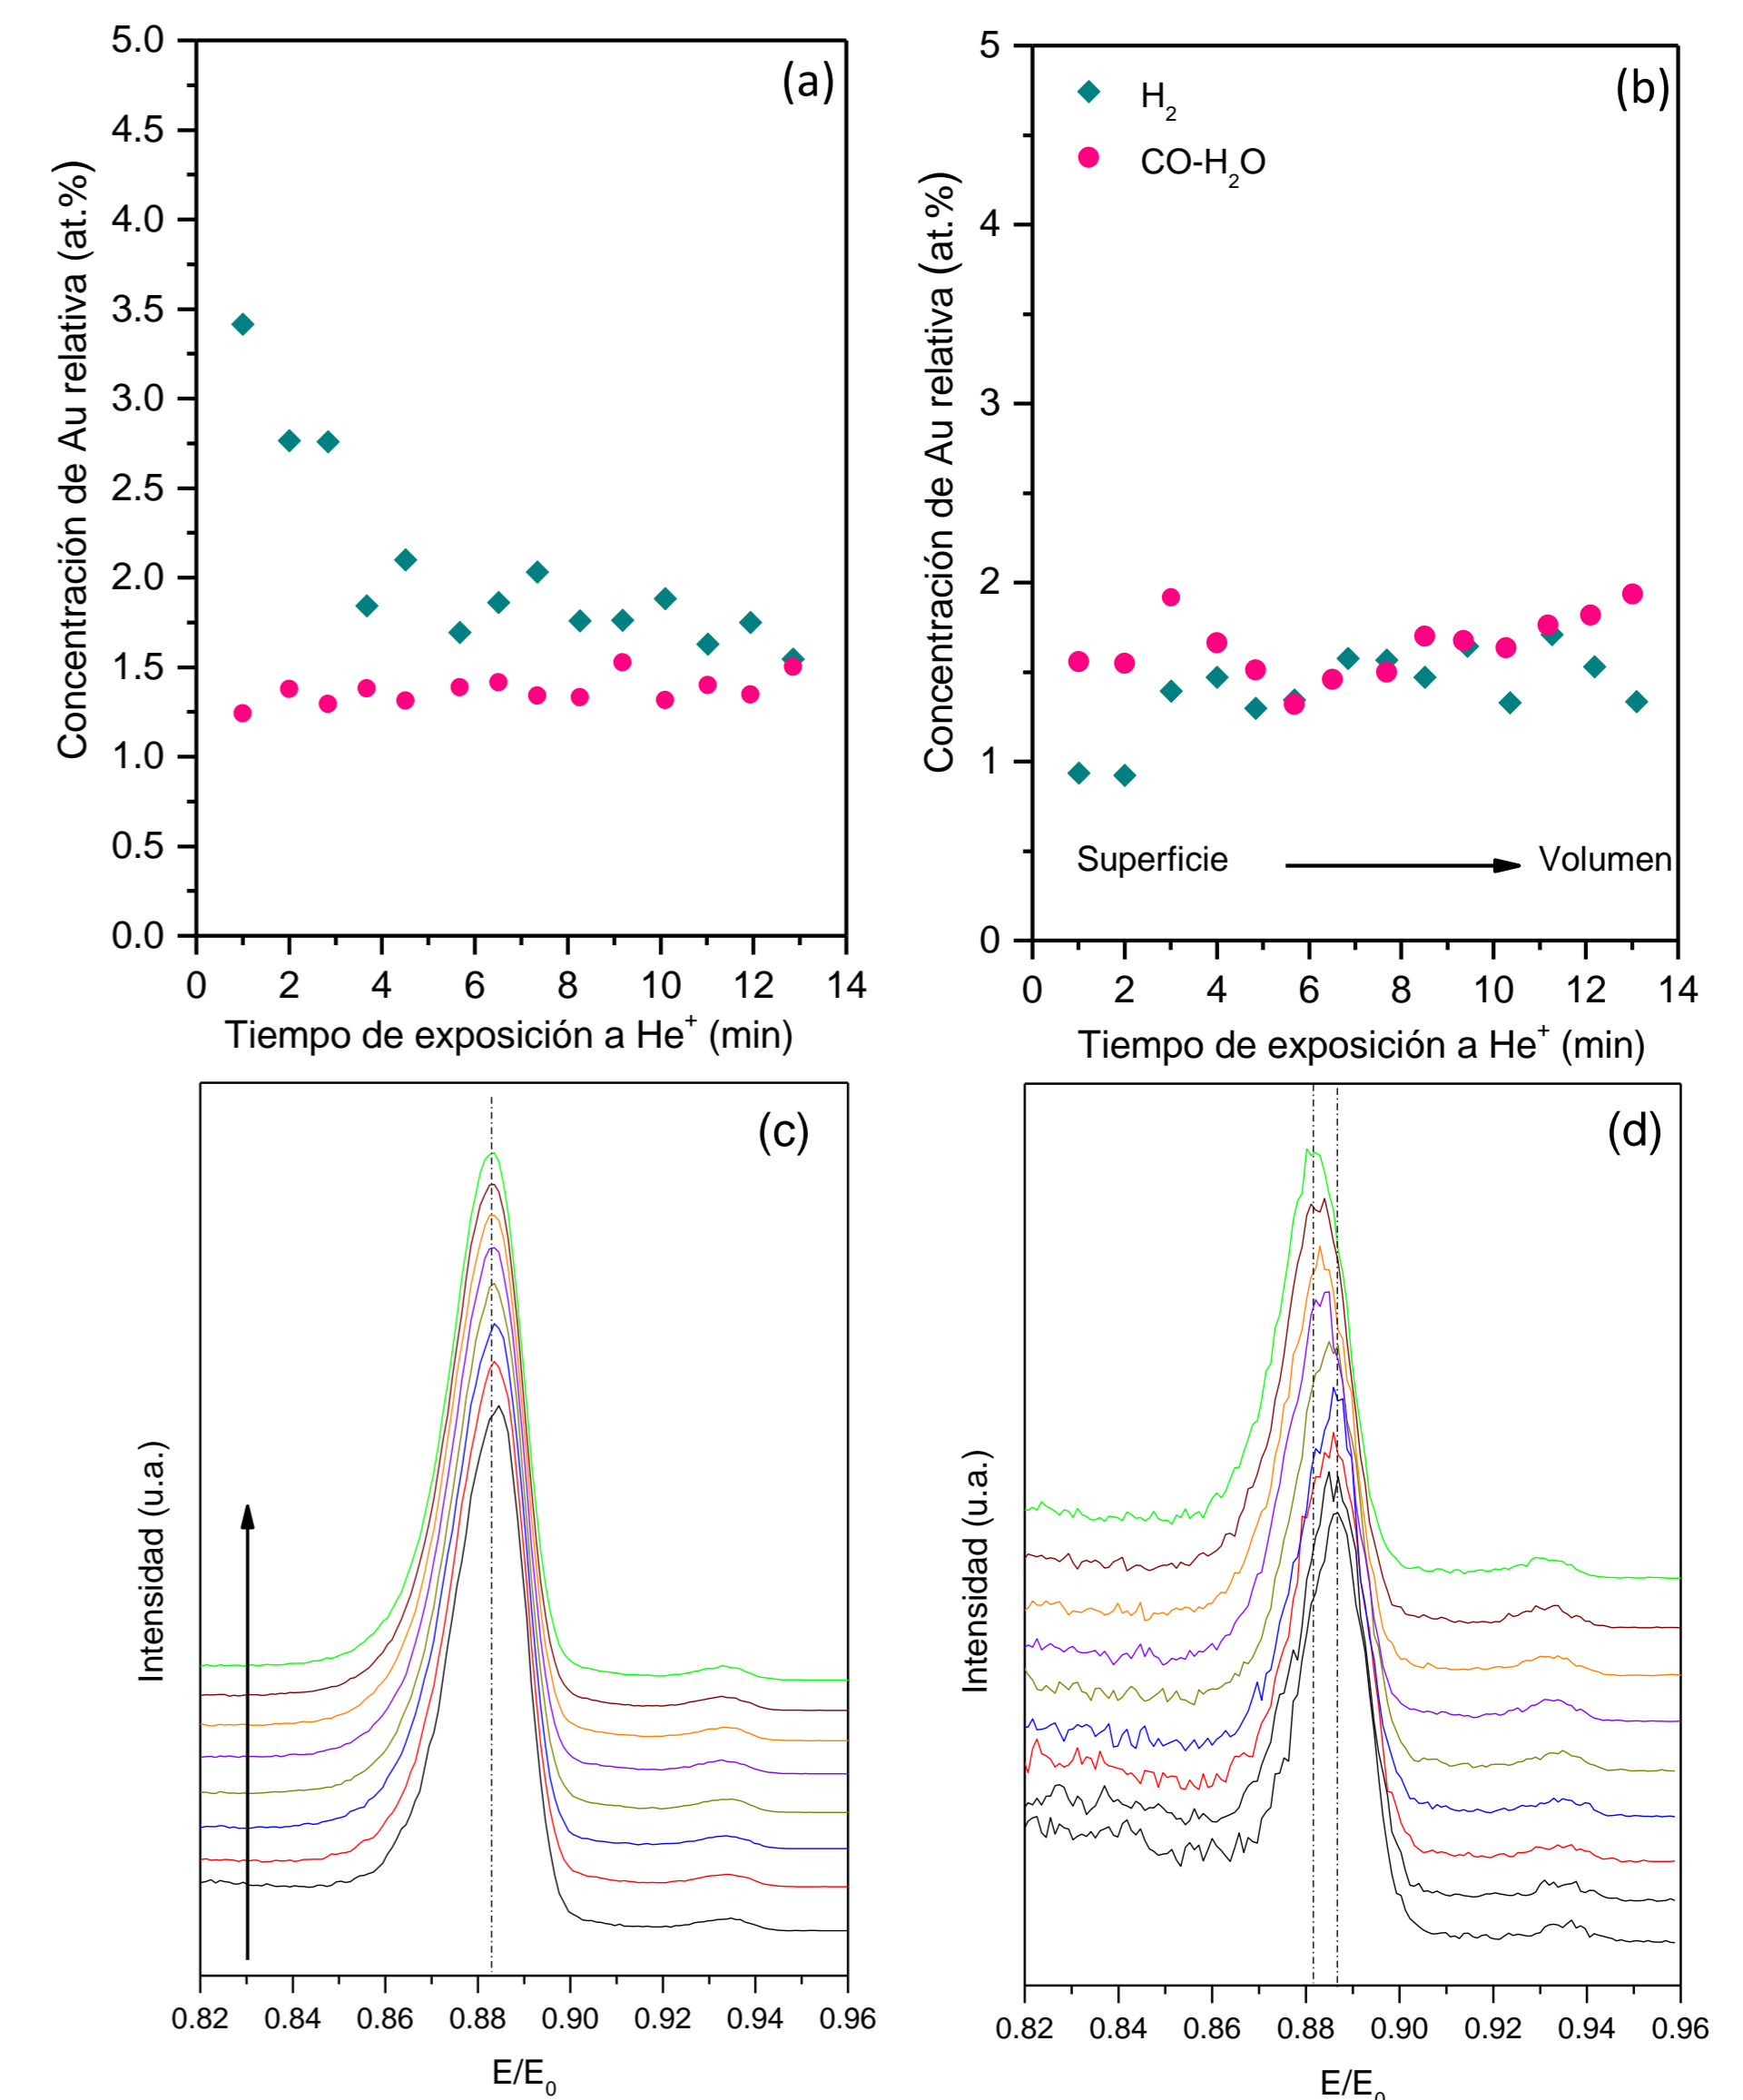 (a)
5.0
4.5
4.0
3.5
3.0
2.5
2.0
1.5
1.0
0.5
0.0
Concentración de Au relativa (at.%)
0 2 4 6 8 10 12 14
Tiempo de exposición a He⁺ (min)
(b)
H₂
CO-H₂O
5
4
3
2
1
0
Concentración de Au relativa (at.%)
Superficie
Volumen
0 2 4 6 8 10 12 14
Tiempo de exposición a He⁺ (min)
(c)
Intensidad (u.a.)
0.82 0.84 0.86 0.88 0.90 0.92 0.94 0.96
E/E₀
(d)
Intensidad (u.a.)
0.82 0.84 0.86 0.88 0.90 0.92 0.94 0.96
E/E₀